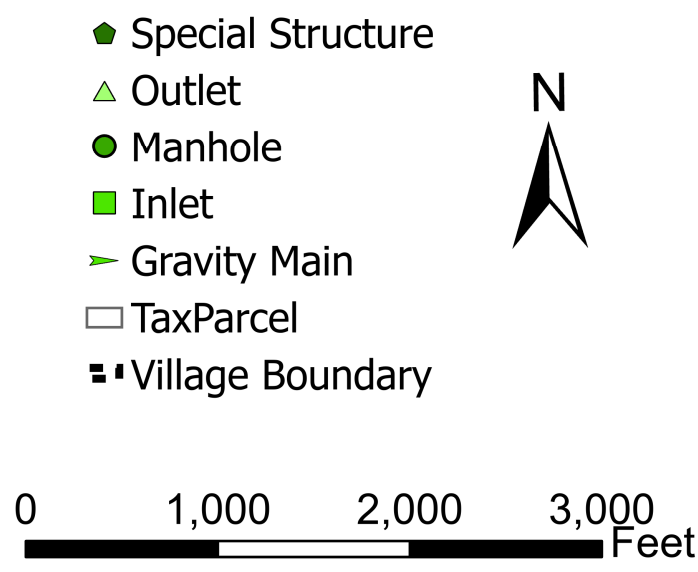 Special Structure
Outlet
N
Manhole
Inlet
Gravity Main
TaxParcel
Village Boundary
0 1,000 2,000 3,000
Feet